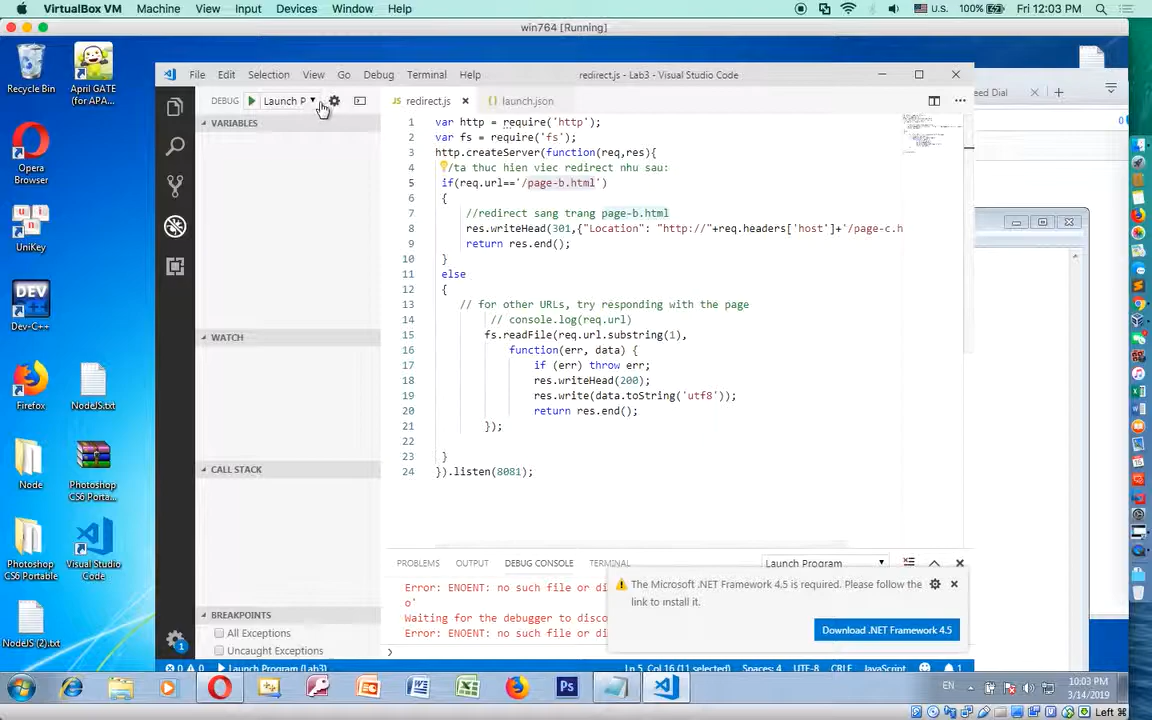 VirtualBox VM Machine View Input Devices Window Help U.S. 100% Fri 12:03 PM
win764 [Running]
File Edit Selection View Go Debug Terminal Help redirect.js - Lab3 - Visual Studio Code
Recycle Bin
April GATE
(for APA...
Opera
Browser
UniKey
Dev-C++
Firefox
NodeJS.txt
Node
Photoshop
CS6 Porta...
Photoshop
CS6 Portable
Visual Studio
Code
NodeJS (2).txt
eed Dial
DEBUG Launch P
redirect.js
launch.json
VARIABLES
WATCH
CALL STACK
BREAKPOINTS
All Exceptions
Uncaught Exceptions
1 var http = require('http');
2 var fs = require('fs');
3 http.createServer(function(req,res){
4 /ta thuc hien viec redirect nhu sau:
5 if(req.url=='/page-b.html')
6 {
7 //redirect sang trang page-b.html
8 res.writeHead(301,{"Location": "http://"+req.headers['host']+'/page-c.h
9 return res.end();
10 }
11 else
12 {
13 // for other URLs, try responding with the page
14 // console.log(req.url)
15 fs.readFile(req.url.substring(1),
16 function(err, data) {
17 if (err) throw err;
18 res.writeHead(200);
19 res.write(data.toString('utf8'));
20 return res.end();
21 });
22
23 }
24 }).listen(8081);
PROBLEMS OUTPUT DEBUG CONSOLE TERMINAL Launch Program
Error: ENOENT: no such file or di
o'
Waiting for the debugger to disco
Error: ENOENT: no such file or di
The Microsoft .NET Framework 4.5 is required. Please follow the
link to install it.
Download .NET Framework 4.5
1
0 0 Launch Program (Lab3) Ln 5, Col 16 (11 selected) Spaces: 4 UTF-8 CRLF JavaScript 1
EN 10:03 PM
3/14/2019
Left ⌘